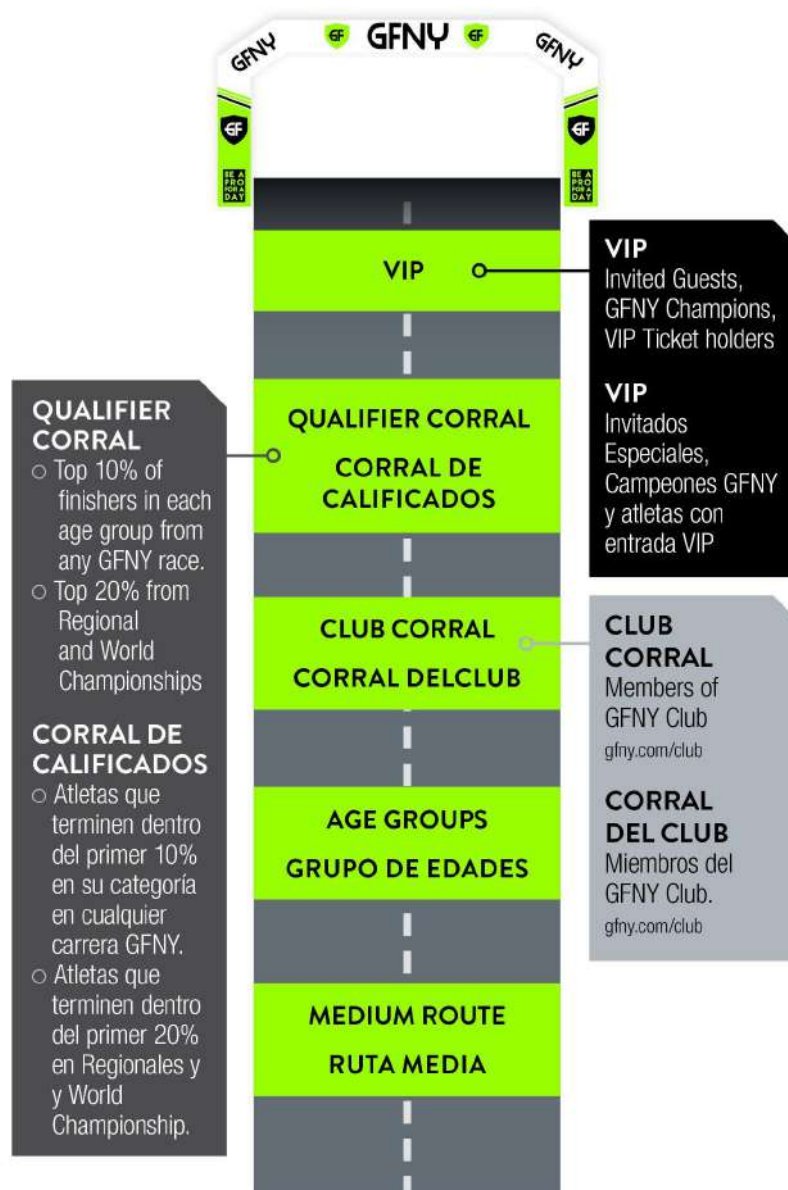 GFNY GF GFNY GF GFNY
GF GF
BE A
PRO
FOR A
DAY
BE A
PRO
FOR A
DAY
VIP
VIP
Invited Guests,
GFNY Champions,
VIP Ticket holders
VIP
Invitados
Especiales,
Campeones GFNY
y atletas con
entrada VIP
QUALIFIER
CORRAL
Top 10% of
finishers in each
age group from
any GFNY race.
Top 20% from
Regional
and World
Championships
CORRAL DE
CALIFICADOS
Atletas que
terminen dentro
del primer 10%
en su categoría
en cualquier
carrera GFNY.
Atletas que
terminen dentro
del primer 20%
en Regionales y
y World
Championship.
QUALIFIER CORRAL
CORRAL DE
CALIFICADOS
CLUB CORRAL
CORRAL DELCLUB
CLUB
CORRAL
Members of
GFNY Club
gfny.com/club
CORRAL
DEL CLUB
Miembros del
GFNY Club.
gfny.com/club
AGE GROUPS
GRUPO DE EDADES
MEDIUM ROUTE
RUTA MEDIA